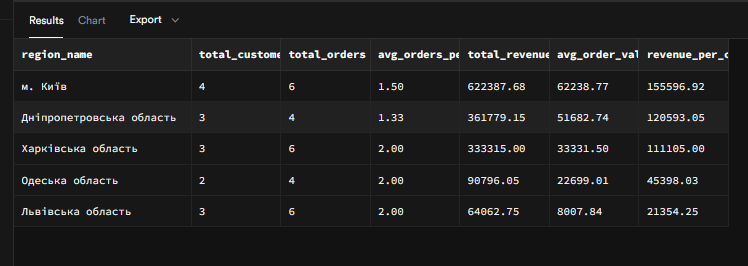 Results Chart Export
region_name total_custome total_orders avg_orders_pe total_revenue avg_order_val revenue_per_c
м. Київ 4 6 1.50 622387.68 62238.77 155596.92
Дніпропетровська область 3 4 1.33 361779.15 51682.74 120593.05
Харківська область 3 6 2.00 333315.00 33331.50 111105.00
Одеська область 2 4 2.00 90796.05 22699.01 45398.03
Львівська область 3 6 2.00 64062.75 8007.84 21354.25